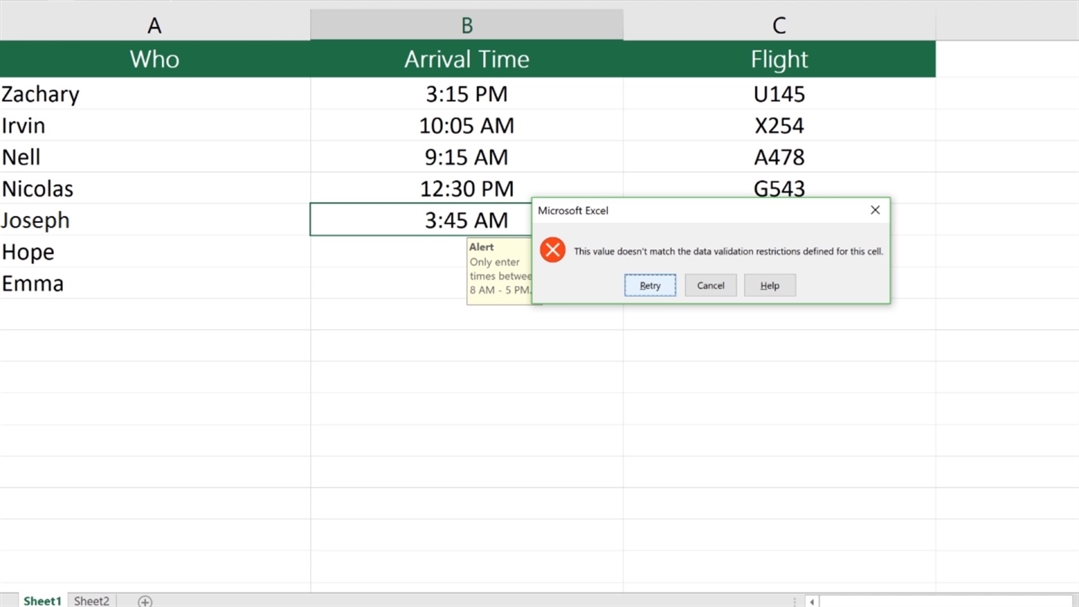 A B C
Who Arrival Time Flight
Zachary 3:15 PM U145
Irvin 10:05 AM X254
Nell 9:15 AM A478
Nicolas 12:30 PM G543
Joseph 3:45 AM
Hope
Emma
Microsoft Excel
This value doesn't match the data validation restrictions defined for this cell.
Retry Cancel Help
Alert
Only enter
times betwee
8 AM - 5 PM.
Sheet1 Sheet2